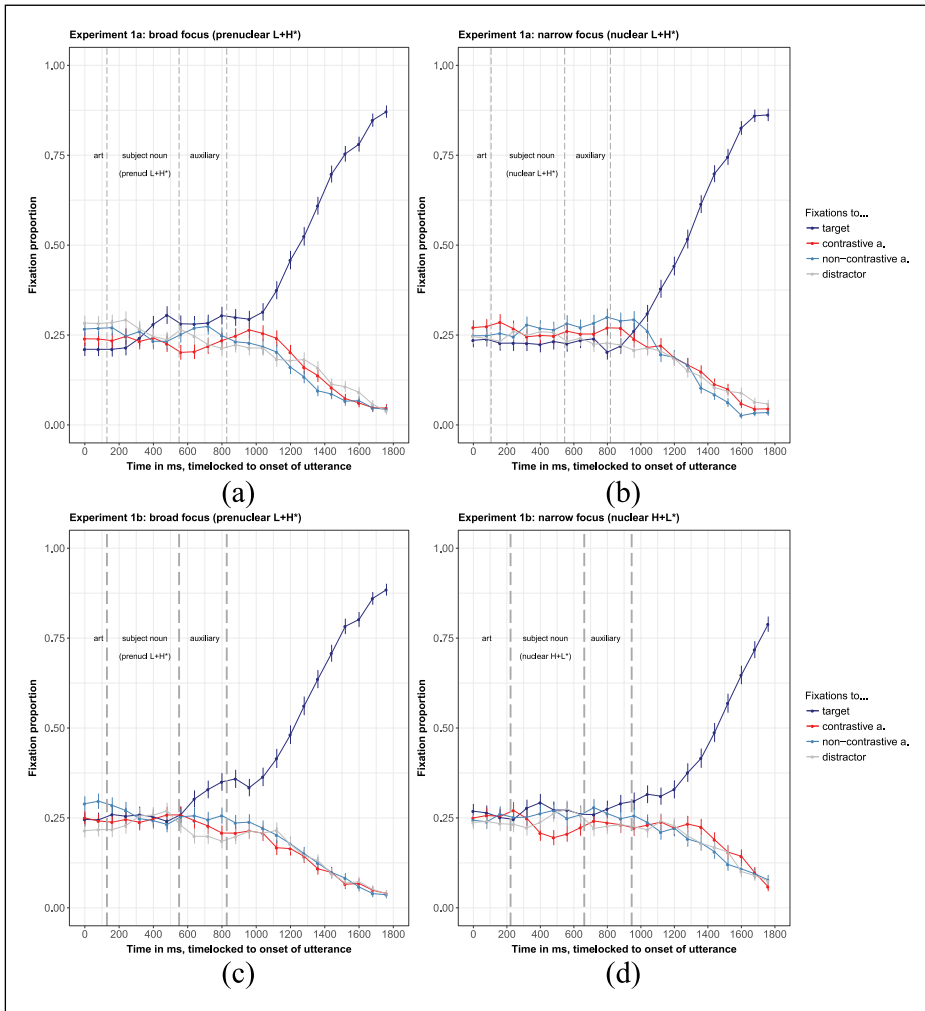 Experiment 1a: broad focus (prenuclear L+H*)
1.00
0.75
0.50
0.25
0.00
Fixation proportion
art
subject noun
(prenucl L+H*)
auxiliary
0 200 400 600 800 1000 1200 1400 1600 1800
Time in ms, timelocked to onset of utterance
(a)
Experiment 1a: narrow focus (nuclear L+H*)
1.00
0.75
0.50
0.25
0.00
Fixation proportion
art
subject noun
(nuclear L+H*)
auxiliary
0 200 400 600 800 1000 1200 1400 1600 1800
Time in ms, timelocked to onset of utterance
(b)
Fixations to...
target
contrastive a.
non-contrastive a.
distractor
Experiment 1b: broad focus (prenuclear L+H*)
1.00
0.75
0.50
0.25
0.00
Fixation proportion
art
subject noun
(prenucl L+H*)
auxiliary
0 200 400 600 800 1000 1200 1400 1600 1800
Time in ms, timelocked to onset of utterance
(c)
Experiment 1b: narrow focus (nuclear H+L*)
1.00
0.75
0.50
0.25
0.00
Fixation proportion
art
subject noun
(nuclear H+L*)
auxiliary
0 200 400 600 800 1000 1200 1400 1600 1800
Time in ms, timelocked to onset of utterance
(d)
Fixations to...
target
contrastive a.
non-contrastive a.
distractor